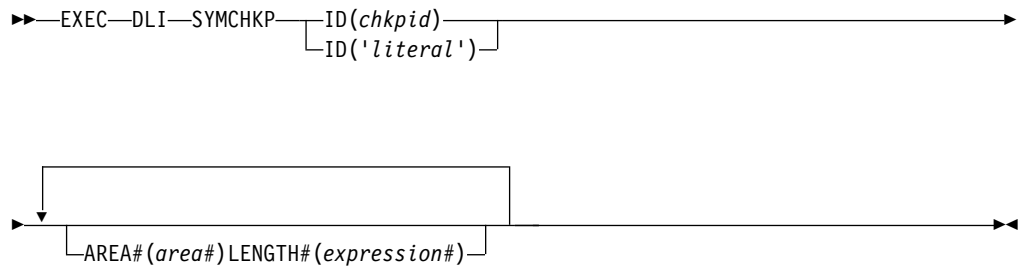 EXEC DLI SYMCHKP ID(chkpid)
ID('literal')
AREA#(area#)LENGTH#(expression#)